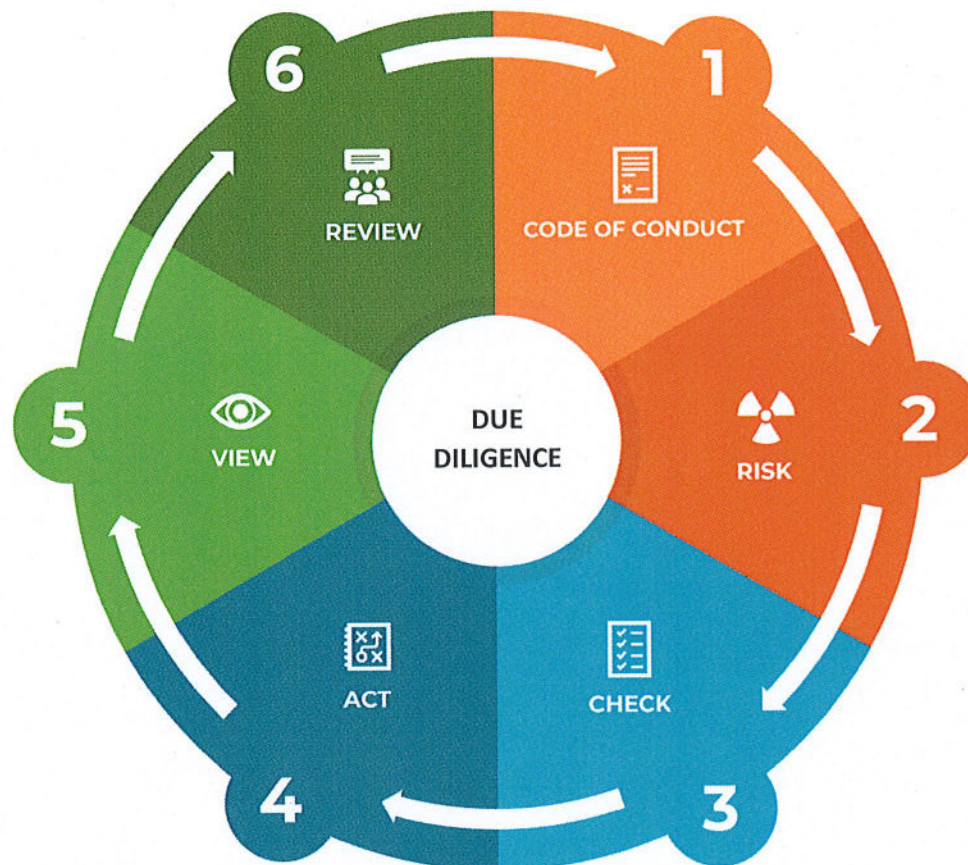 DUE
DILIGENCE
1
CODE OF CONDUCT
2
RISK
3
CHECK
4
ACT
5
VIEW
6
REVIEW